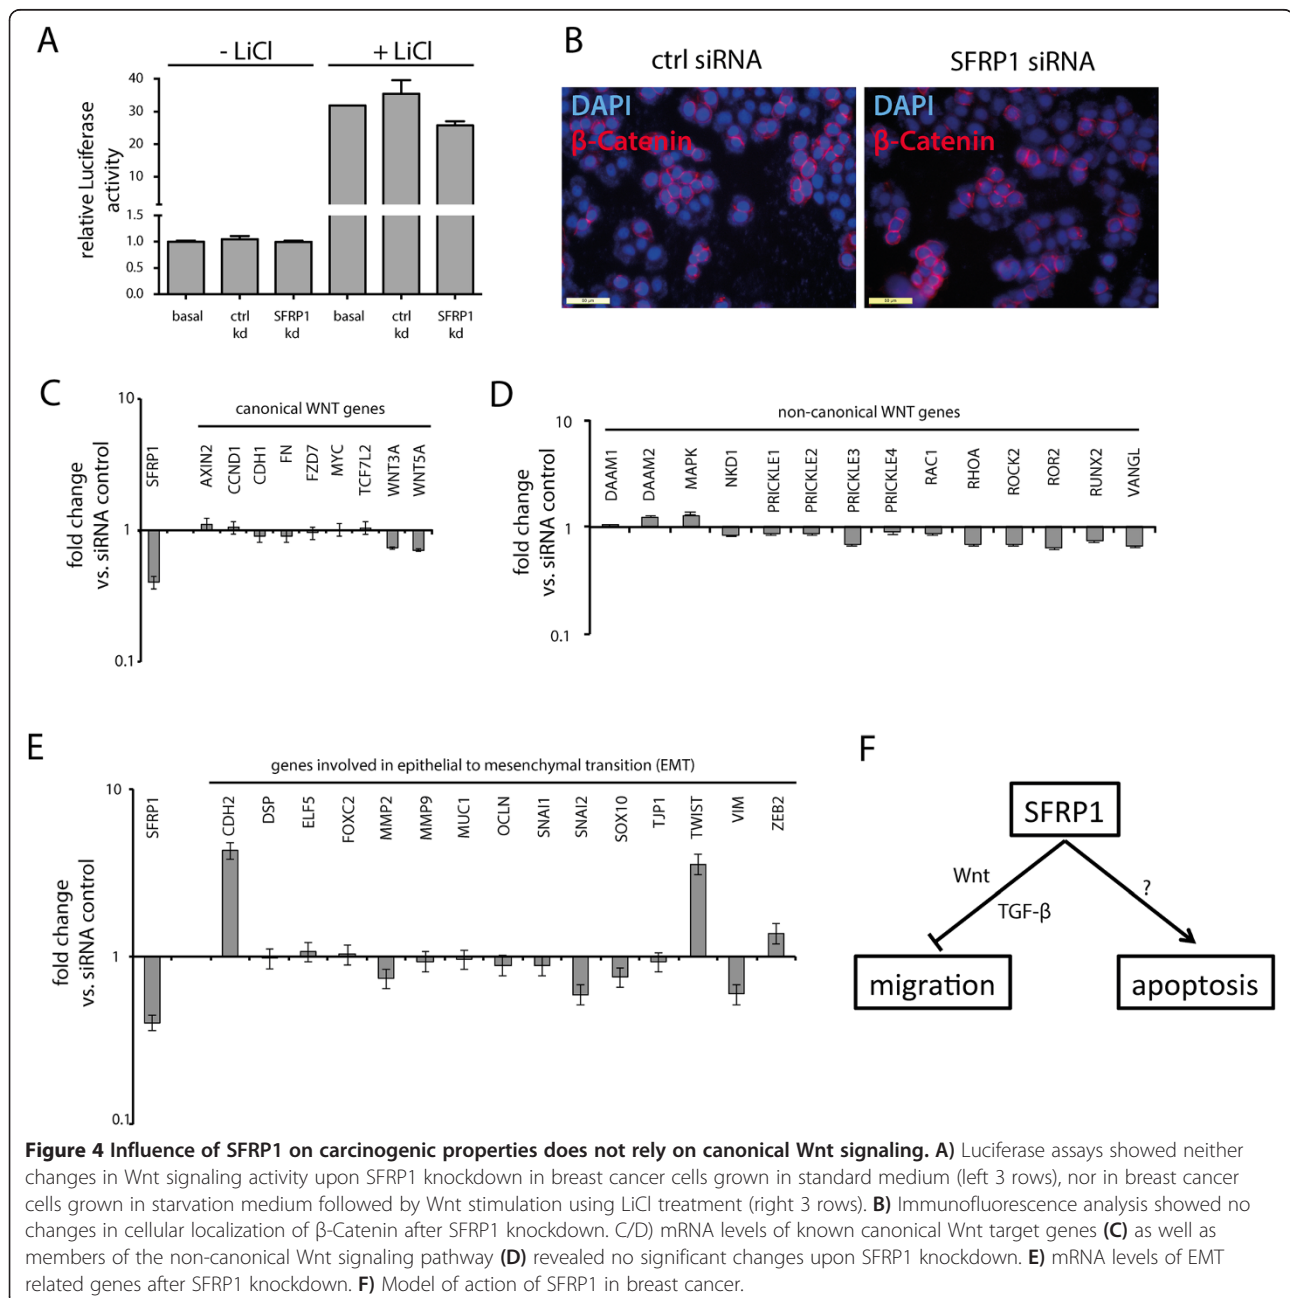 A
- LiCl
+ LiCl
relative Luciferase
activity
40
30
20
10
1.5
1.0
0.5
0.0
basal
ctrl
kd
SFRP1
kd
basal
ctrl
kd
SFRP1
kd
B
ctrl siRNA
SFRP1 siRNA
DAPI
β-Catenin
DAPI
β-Catenin
C
fold change
vs. siRNA control
10
1
0.1
canonical WNT genes
SFRP1
AXIN2
CCND1
CDH1
FN
FZD7
MYC
TCF7L2
WNT3A
WNT5A
D
fold change
vs. siRNA control
10
1
0.1
non-canonical WNT genes
DAAM1
DAAM2
MAPK
NKD1
PRICKLE1
PRICKLE2
PRICKLE3
PRICKLE4
RAC1
RHOA
ROCK2
ROR2
RUNX2
VANGL
E
fold change
vs. siRNA control
10
1
0.1
genes involved in epithelial to mesenchymal transition (EMT)
SFRP1
CDH2
DSP
ELF5
FOXC2
MMP2
MMP9
MUC1
OCLN
SNAI1
SNAI2
SOX10
TJP1
TWIST
VIM
ZEB2
F
SFRP1
Wnt
TGF-β
?
migration
apoptosis
Figure 4 Influence of SFRP1 on carcinogenic properties does not rely on canonical Wnt signaling. A) Luciferase assays showed neither
changes in Wnt signaling activity upon SFRP1 knockdown in breast cancer cells grown in standard medium (left 3 rows), nor in breast cancer
cells grown in starvation medium followed by Wnt stimulation using LiCl treatment (right 3 rows). B) Immunofluorescence analysis showed no
changes in cellular localization of β-Catenin after SFRP1 knockdown. C/D) mRNA levels of known canonical Wnt target genes (C) as well as
members of the non-canonical Wnt signaling pathway (D) revealed no significant changes upon SFRP1 knockdown. E) mRNA levels of EMT
related genes after SFRP1 knockdown. F) Model of action of SFRP1 in breast cancer.